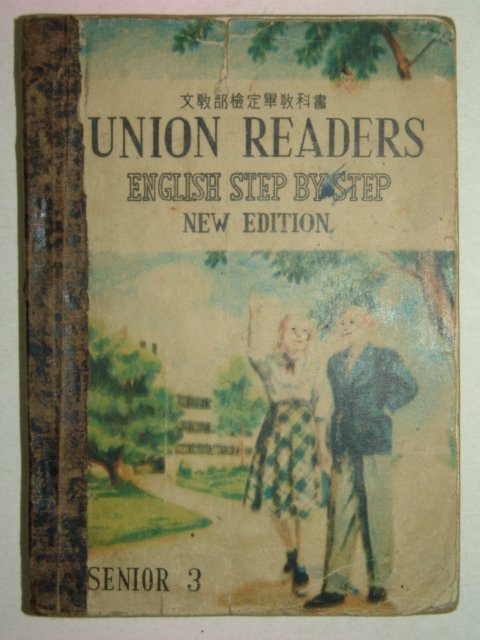 文敎部檢定畢敎科書
UNION READERS
ENGLISH STEP BY STEP
NEW EDITION.
SENIOR 3